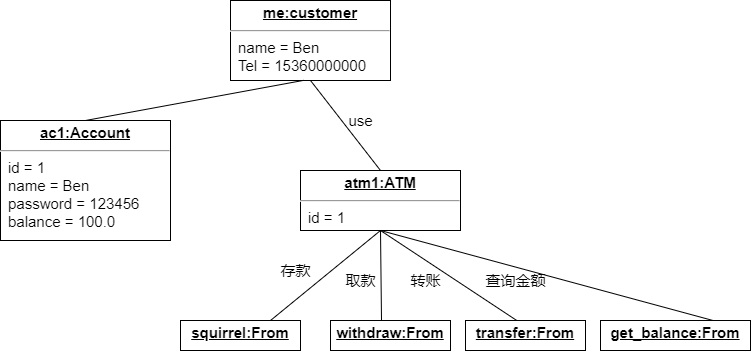 me:customer
name = Ben
Tel = 15360000000
use
ac1:Account
id = 1
name = Ben
password = 123456
balance = 100.0
atm1:ATM
id = 1
存款
取款
转账
查询金额
squirrel:From
withdraw:From
transfer:From
get_balance:From